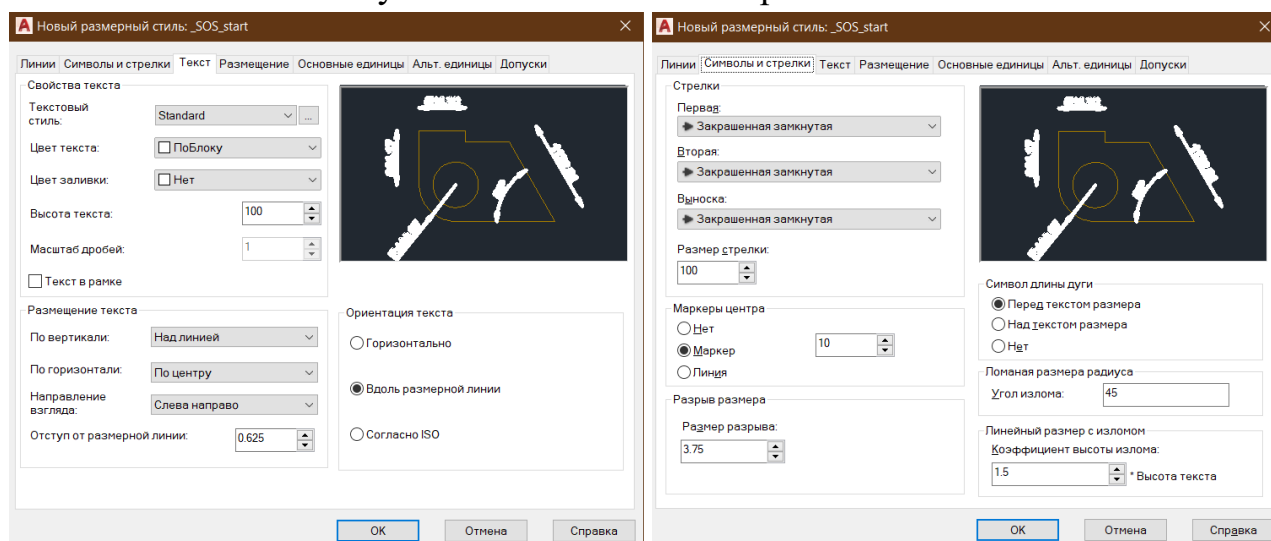 Новый размерный стиль: _SOS_start
Линии Символы и стрелки Текст Размещение Основные единицы Альт. единицы Допуски
Свойства текста
Текстовый
стиль:
Standard
...
Цвет текста:
ПоБлоку
Цвет заливки:
Нет
Высота текста:
100
Масштаб дробей:
1
Текст в рамке
Размещение текста
По вертикали:
Над линией
По горизонтали:
По центру
Направление
взгляда:
Слева направо
Отступ от размерной линии:
0.625
Ориентация текста
Горизонтально
Вдоль размерной линии
Согласно ISO
ОК
Отмена
Справка
Новый размерный стиль: _SOS_start
Линии Символы и стрелки Текст Размещение Основные единицы Альт. единицы Допуски
Стрелки
Первая:
Закрашенная замкнутая
Вторая:
Закрашенная замкнутая
Выноска:
Закрашенная замкнутая
Размер стрелки:
100
Маркеры центра
Нет
Маркер
10
Линия
Разрыв размера
Размер разрыва:
3.75
Символ длины дуги
Перед текстом размера
Над текстом размера
Нет
Ломаная размера радиуса
Угол излома:
45
Линейный размер с изломом
Коэффициент высоты излома:
1.5
* Высота текста
ОК
Отмена
Справка